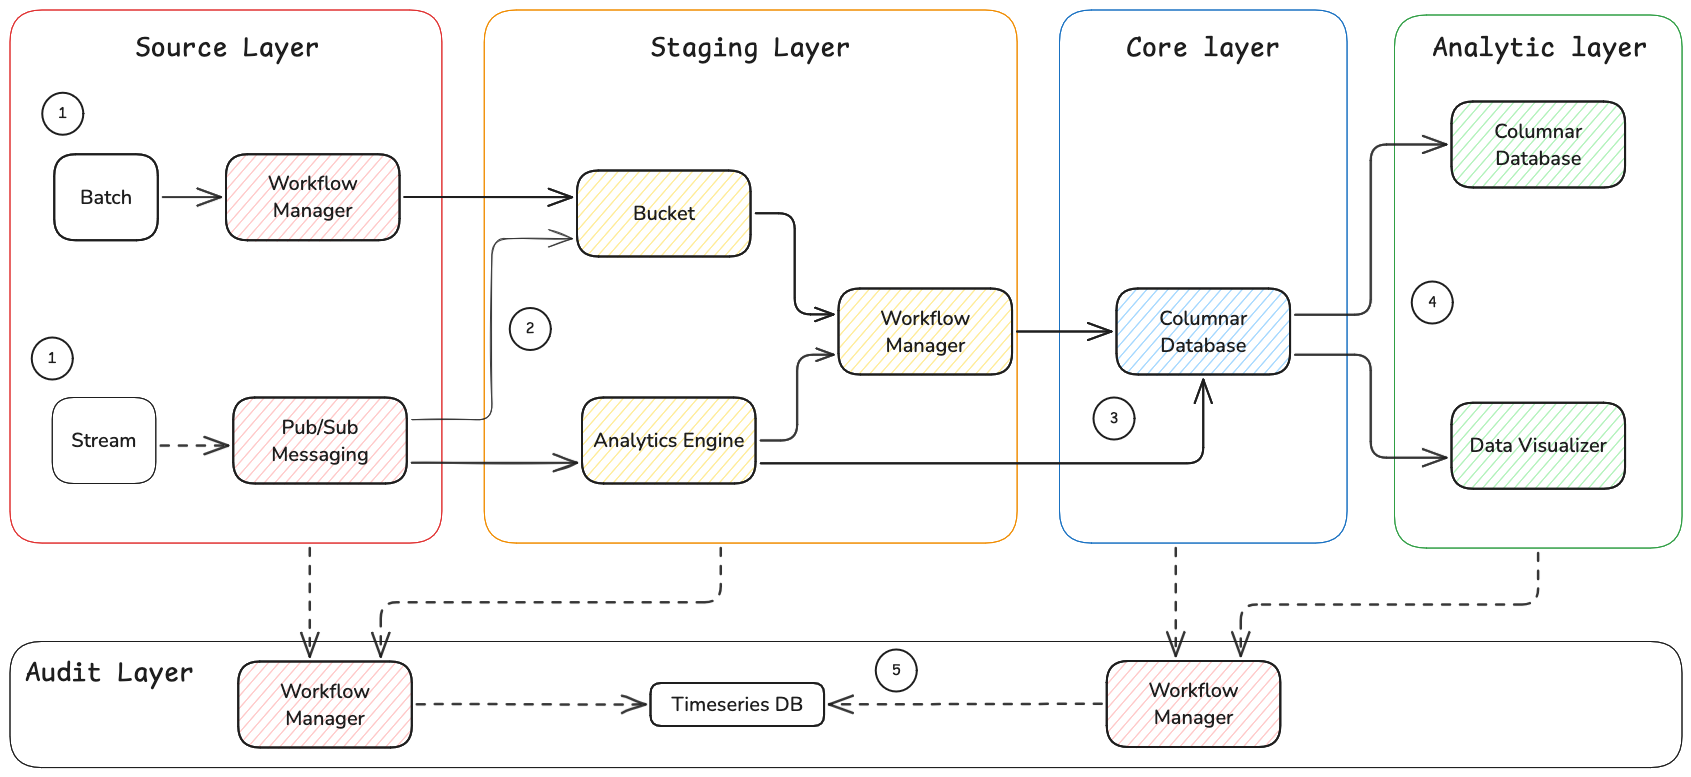 Source Layer
Staging Layer
Core layer
Analytic layer
1
Batch
Workflow
Manager
Bucket
Columnar
Database
1
Stream
Pub/Sub
Messaging
2
Analytics Engine
Workflow
Manager
Columnar
Database
3
4
Data Visualizer
Audit Layer
Workflow
Manager
Timeseries DB
5
Workflow
Manager